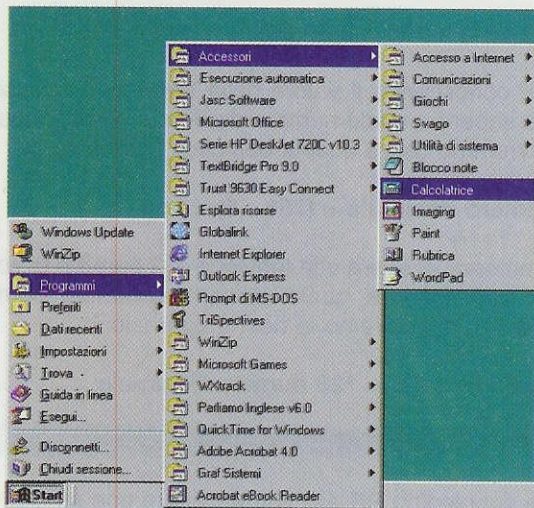 Windows Update
WinZip
Programmi
Preferiti
Dati recenti
Impostazioni
Trova
Guida in linea
Esegui...
Disconnetti...
Chiudi sessione...
Start
Accessori
Esecuzione automatica
Jasc Software
Microsoft Office
Serie HP DeskJet 720C v10.3
TextBridge Pro 9.0
Trust 9630 Easy Connect
Esplora risorse
Globalink
Internet Explorer
Outlook Express
Prompt di MS-DOS
TriSpectives
WinZip
Microsoft Games
WXtrack
Parliamo Inglese v6.0
QuickTime for Windows
Adobe Acrobat 4.0
Graf Sistemi
Acrobat eBook Reader
Accesso a Internet
Comunicazioni
Giochi
Svago
Utilità di sistema
Blocco note
Calcolatrice
Imaging
Paint
Rubrica
WordPad